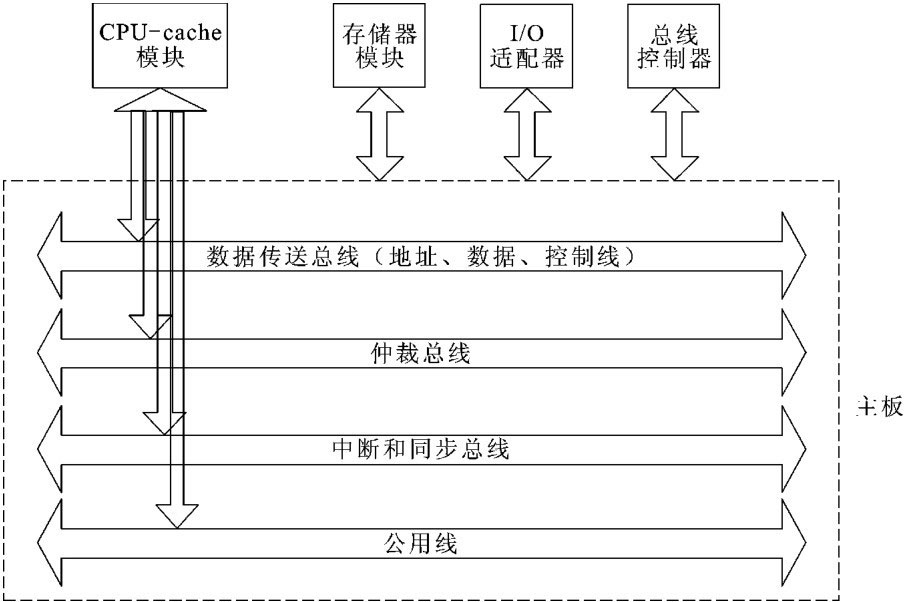 CPU-cache
模块
存储器
模块
I/O
适配器
总线
控制器
数据传送总线（地址、数据、控制线）
仲裁总线
主板
中断和同步总线
公用线